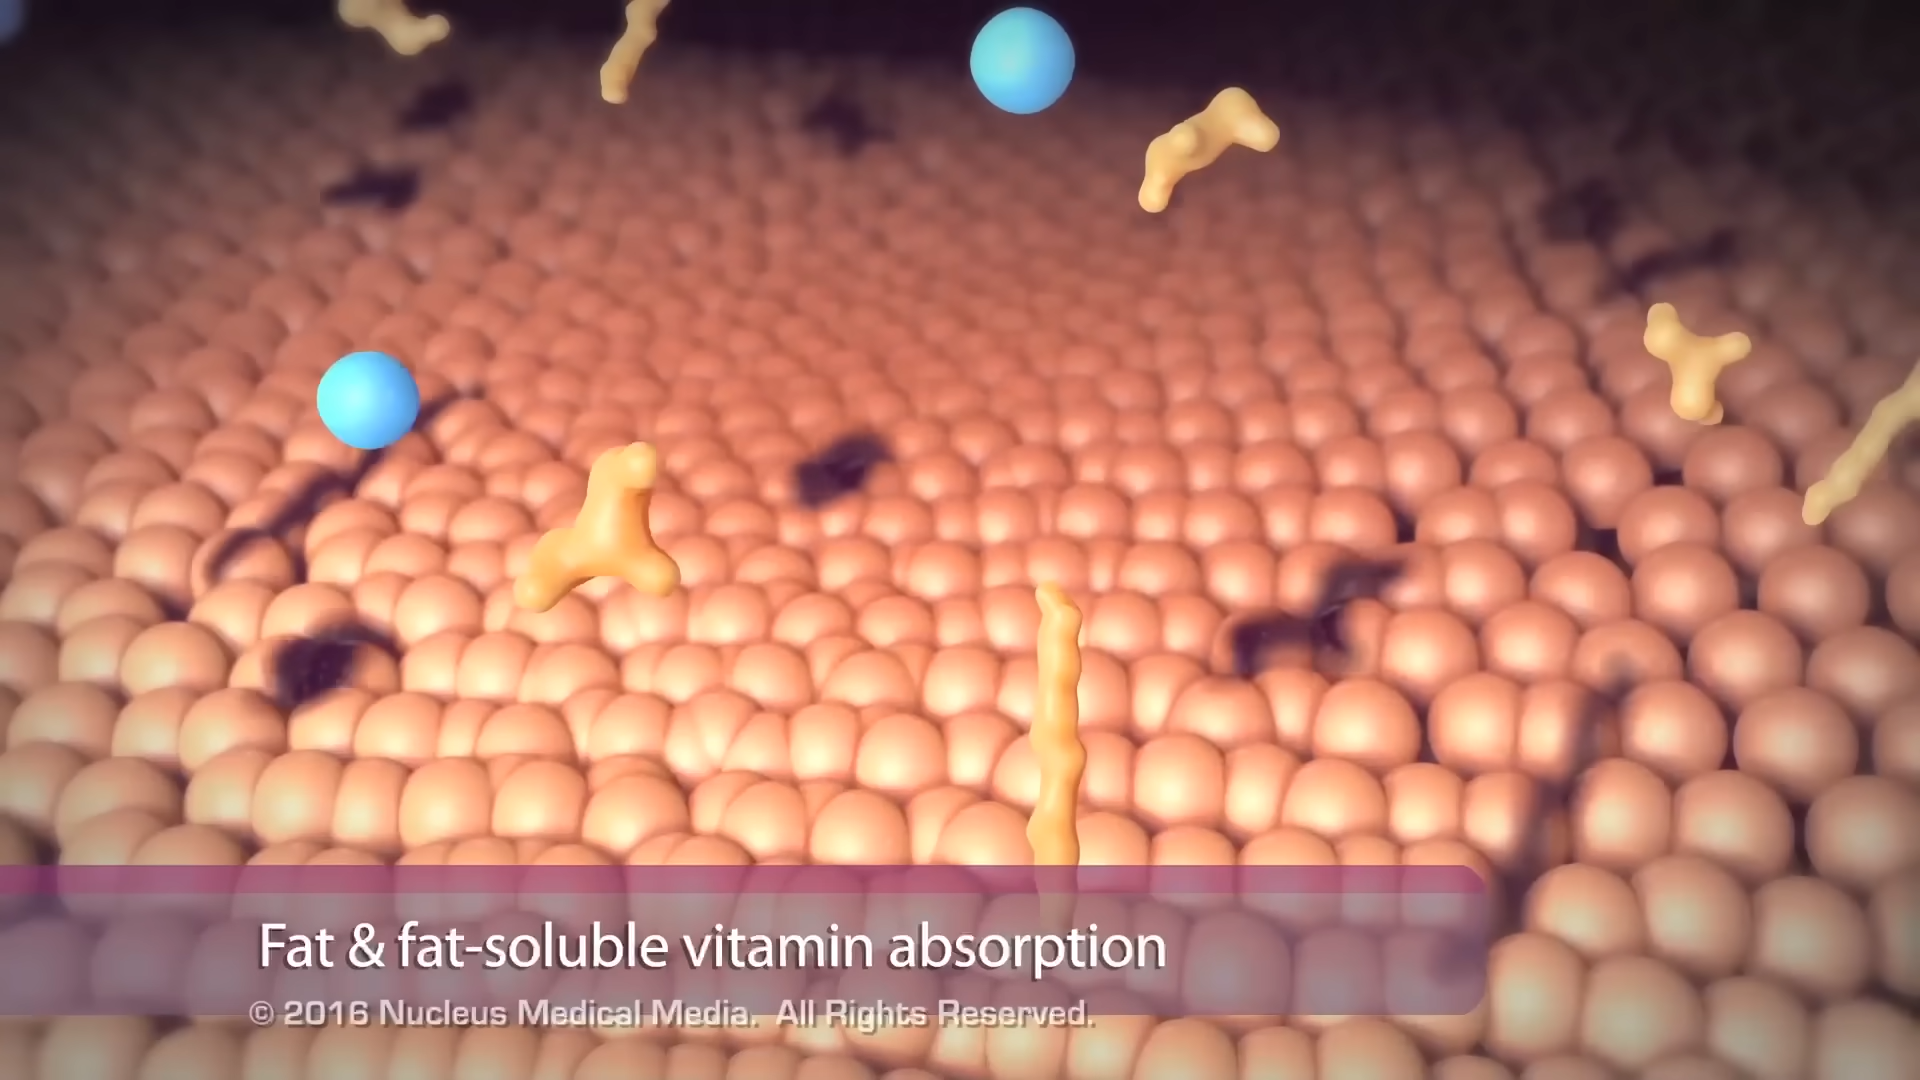 Fat & fat-soluble vitamin absorption
© 2016 Nucleus Medical Media. All Rights Reserved.